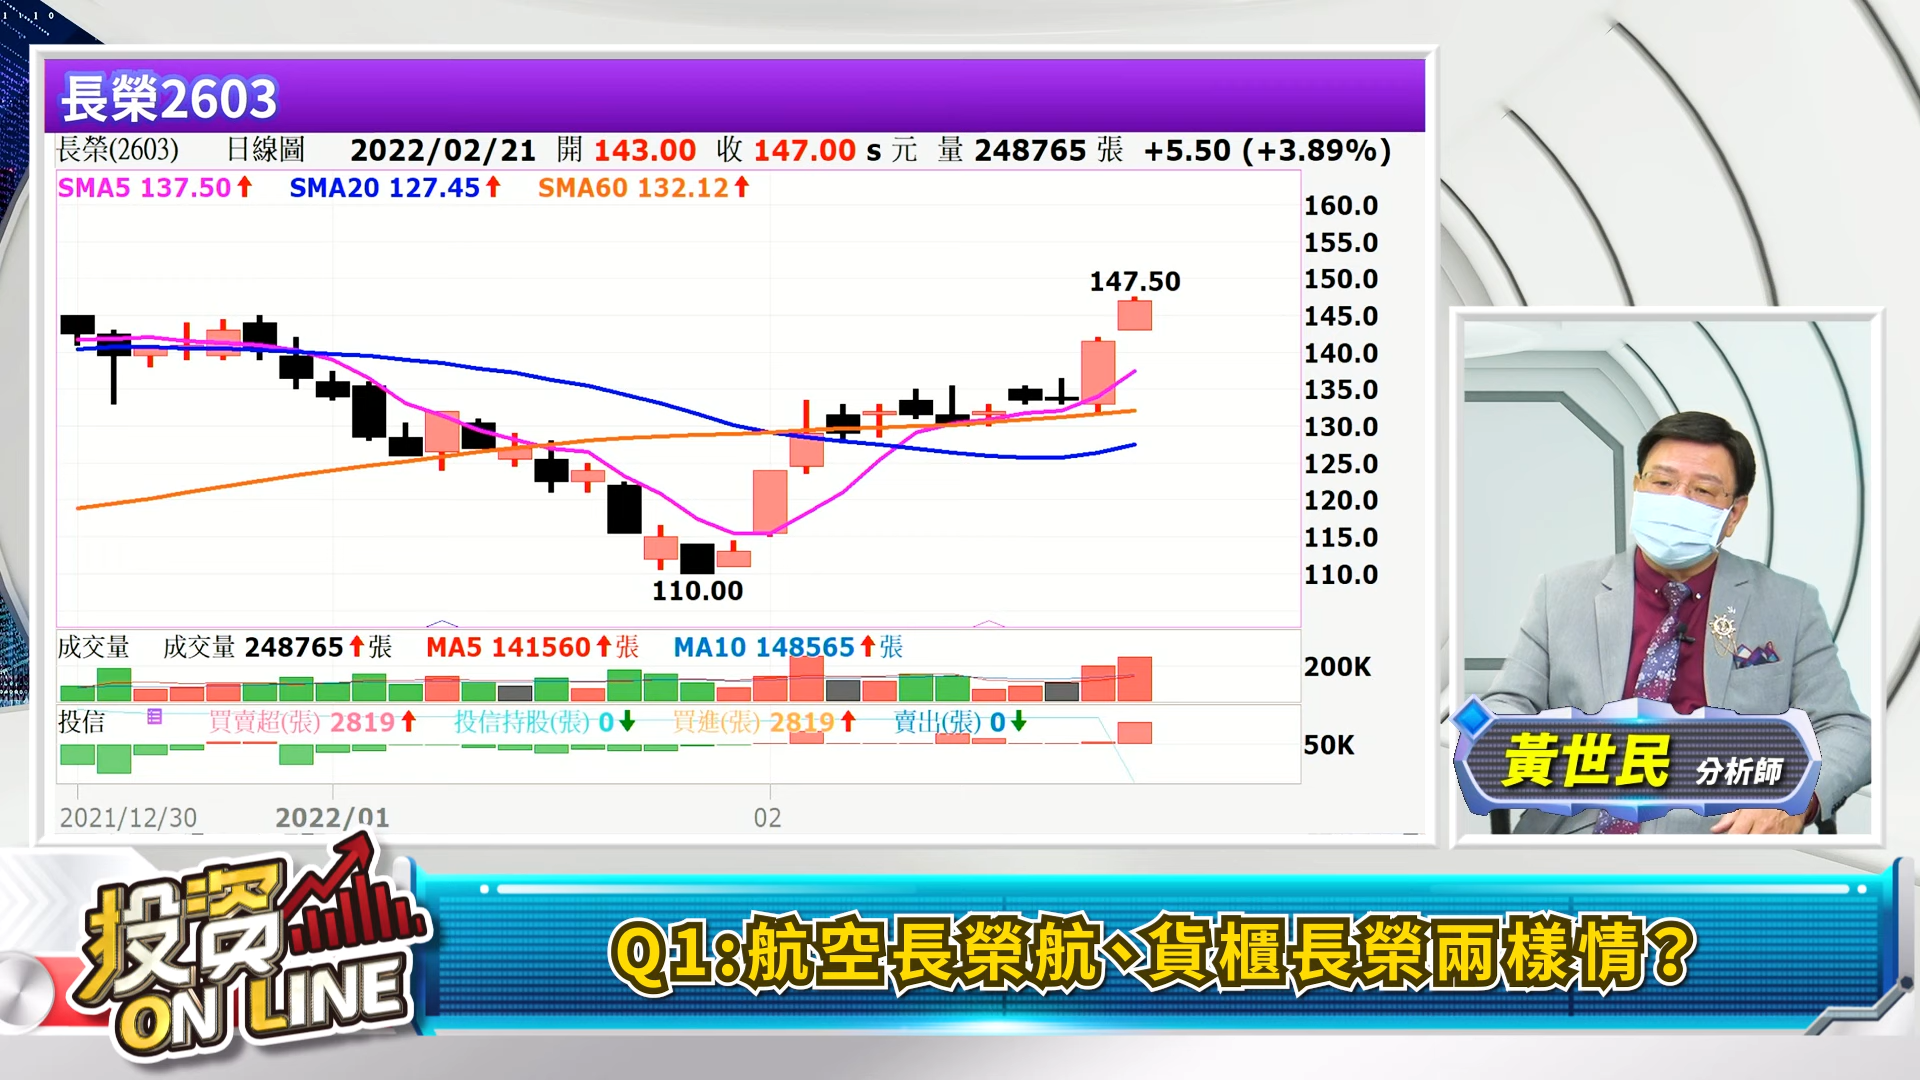 1 1 1 0
長榮2603
長榮(2603) 日線圖 2022/02/21 開 143.00 收 147.00 s 元 量 248765 張 +5.50 (+3.89%)
SMA5 137.50↑ SMA20 127.45↑ SMA60 132.12↑
160.0
155.0
150.0
147.50
145.0
140.0
135.0
130.0
125.0
120.0
115.0
110.0
110.00
成交量 成交量 248765↑張 MA5 141560↑張 MA10 148565↑張
200K
投信 買賣超(張) 2819↑ 投信持股(張) 0↓ 買進(張) 2819↑ 賣出(張) 0↓
50K
2021/12/30 2022/01 02
黃世民 分析師
投資
ON LINE
Q1:航空長榮航、貨櫃長榮兩樣情?